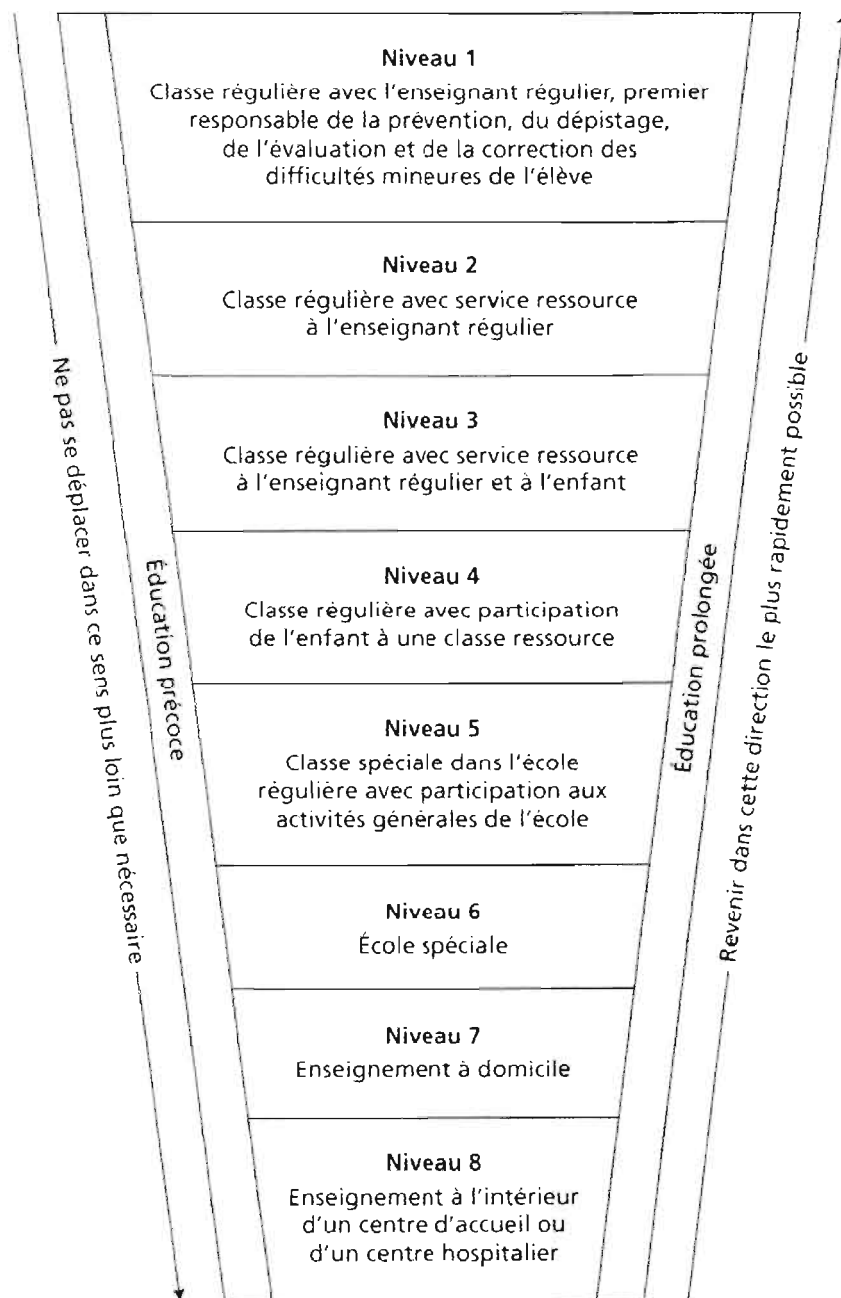 Niveau 1
Classe régulière avec l'enseignant régulier, premier
responsable de la prévention, du dépistage,
de l'évaluation et de la correction des
difficultés mineures de l'élève
Niveau 2
Classe régulière avec service ressource
à l'enseignant régulier
Niveau 3
Classe régulière avec service ressource
à l'enseignant régulier et à l'enfant
Niveau 4
Classe régulière avec participation
de l'enfant à une classe ressource
Niveau 5
Classe spéciale dans l'école
régulière avec participation aux
activités générales de l'école
Niveau 6
École spéciale
Niveau 7
Enseignement à domicile
Niveau 8
Enseignement à l'intérieur
d'un centre d'accueil ou
d'un centre hospitalier
Ne pas se déplacer dans ce sens plus loin que nécessaire
Éducation précoce
Éducation prolongée
Revenir dans cette direction le plus rapidement possible